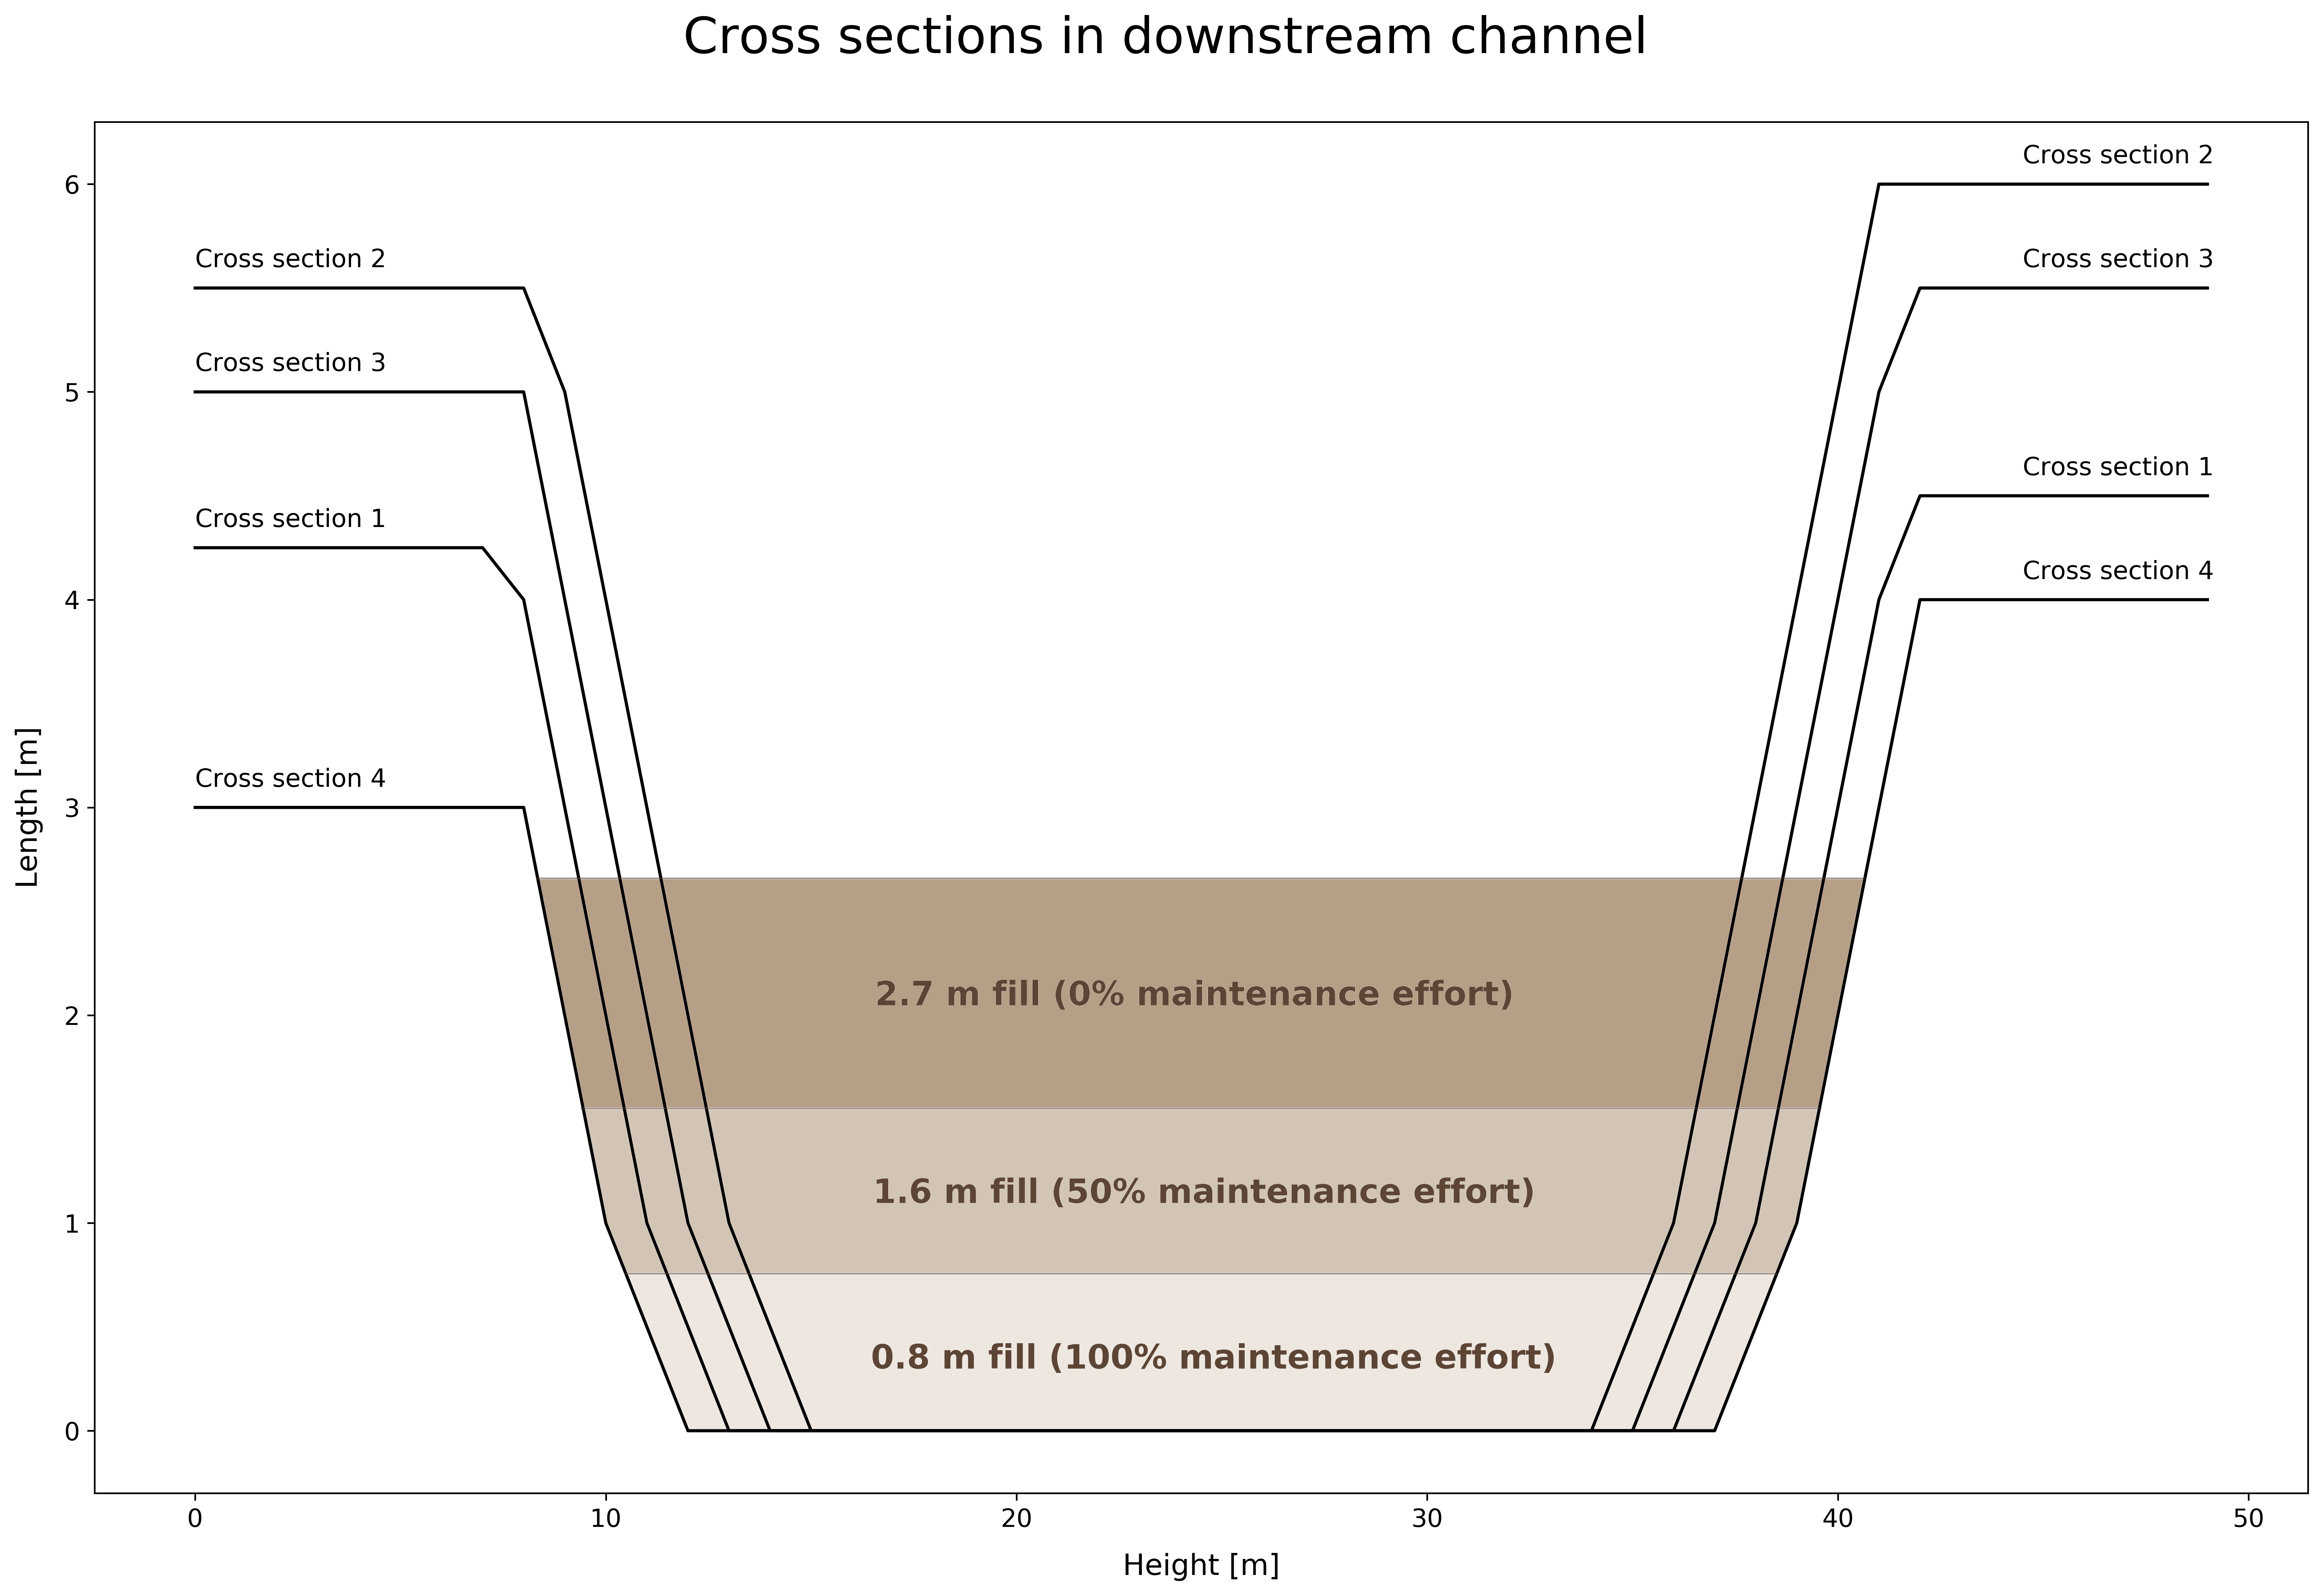 Cross sections in downstream channel
Cross section 2
6
Cross section 2
Cross section 3
Cross section 3
5
Cross section 1
Cross section 1
Cross section 4
4
Cross section 4
3
Length [m]
2.7 m fill (0% maintenance effort)
2
1.6 m fill (50% maintenance effort)
1
0.8 m fill (100% maintenance effort)
0
0 10 20 30 40 50
Height [m]